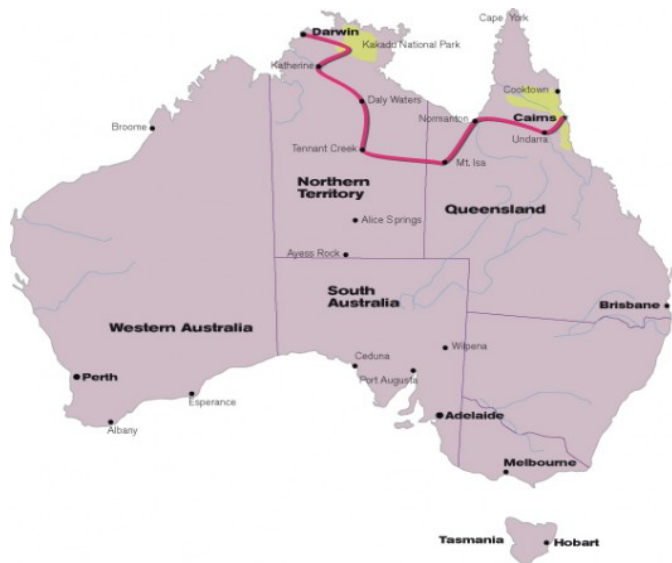 Cape York
Darwin
Kakadu National Park
Katherine
Cooktown
Daly Waters
Normanton
Cairns
Broome
Undarra
Tennant Creek
Mt. Isa
Northern
Territory
Queensland
Alice Springs
Ayess Rock
South
Australia
Brisbane
Western Australia
Wilpena
Ceduna
Perth
Port Augusta
Esperance
Adelaide
Albany
Melbourne
Tasmania
Hobart